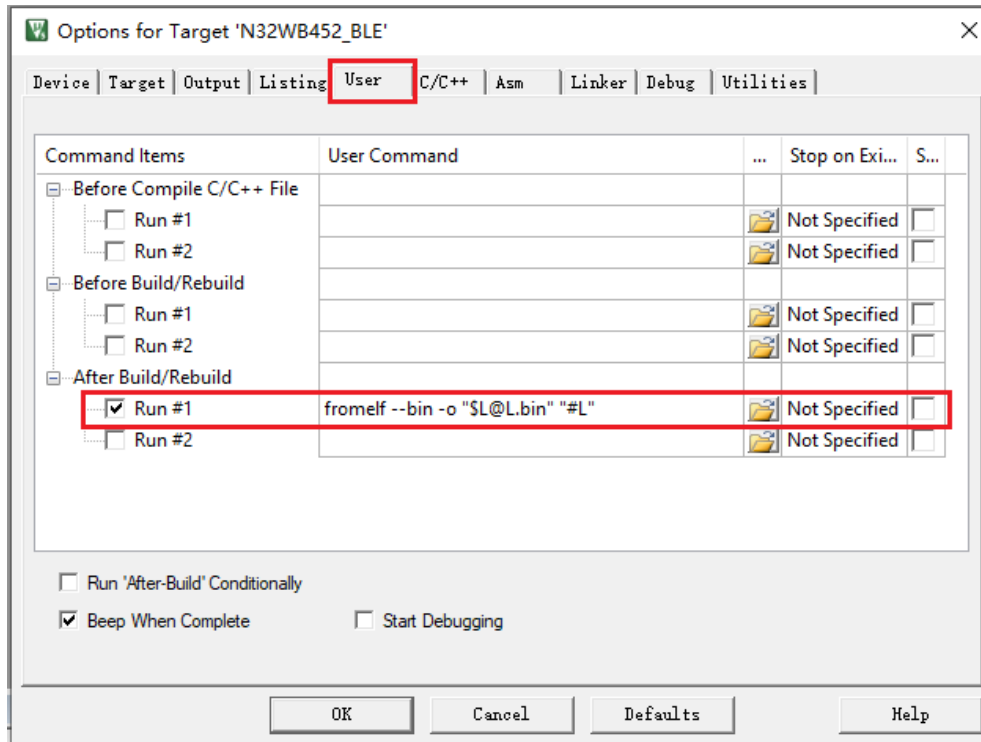 Options for Target 'N32WB452_BLE'
Device Target Output Listing User C/C++ Asm Linker Debug Utilities
Command Items User Command ... Stop on Exi... S...
Before Compile C/C++ File
Run #1 Not Specified
Run #2 Not Specified
Before Build/Rebuild
Run #1 Not Specified
Run #2 Not Specified
After Build/Rebuild
Run #1 fromelf --bin -o "$L@L.bin" "#L" Not Specified
Run #2 Not Specified
Run 'After-Build' Conditionally
Beep When Complete Start Debugging
OK Cancel Defaults Help